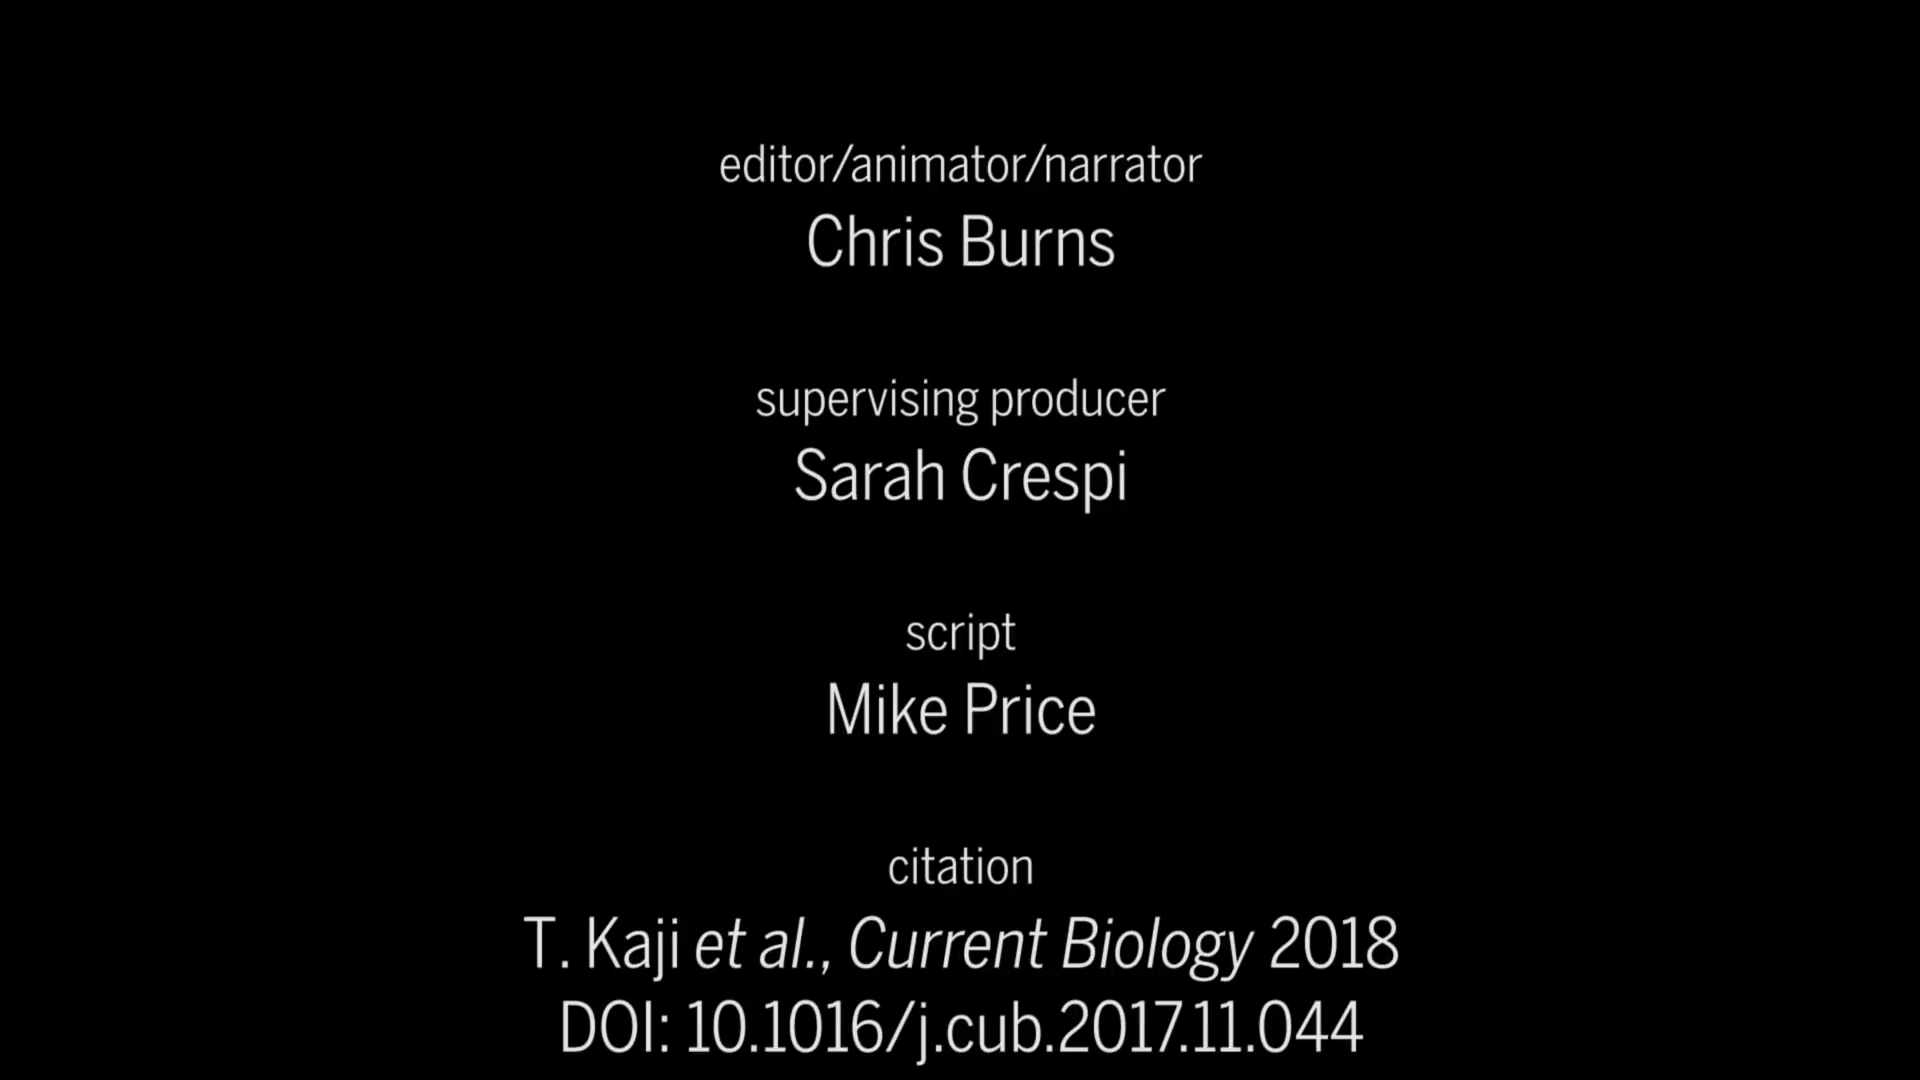 editor/animator/narrator
Chris Burns
supervising producer
Sarah Crespi
script
Mike Price
citation
T. Kaji et al., Current Biology 2018
DOI: 10.1016/j.cub.2017.11.044